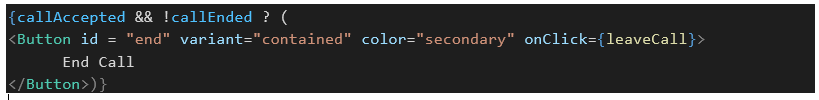 {callAccepted && !callEnded ? (
<Button id = "end" variant="contained" color="secondary" onClick={leaveCall}>
End Call
</Button>)}